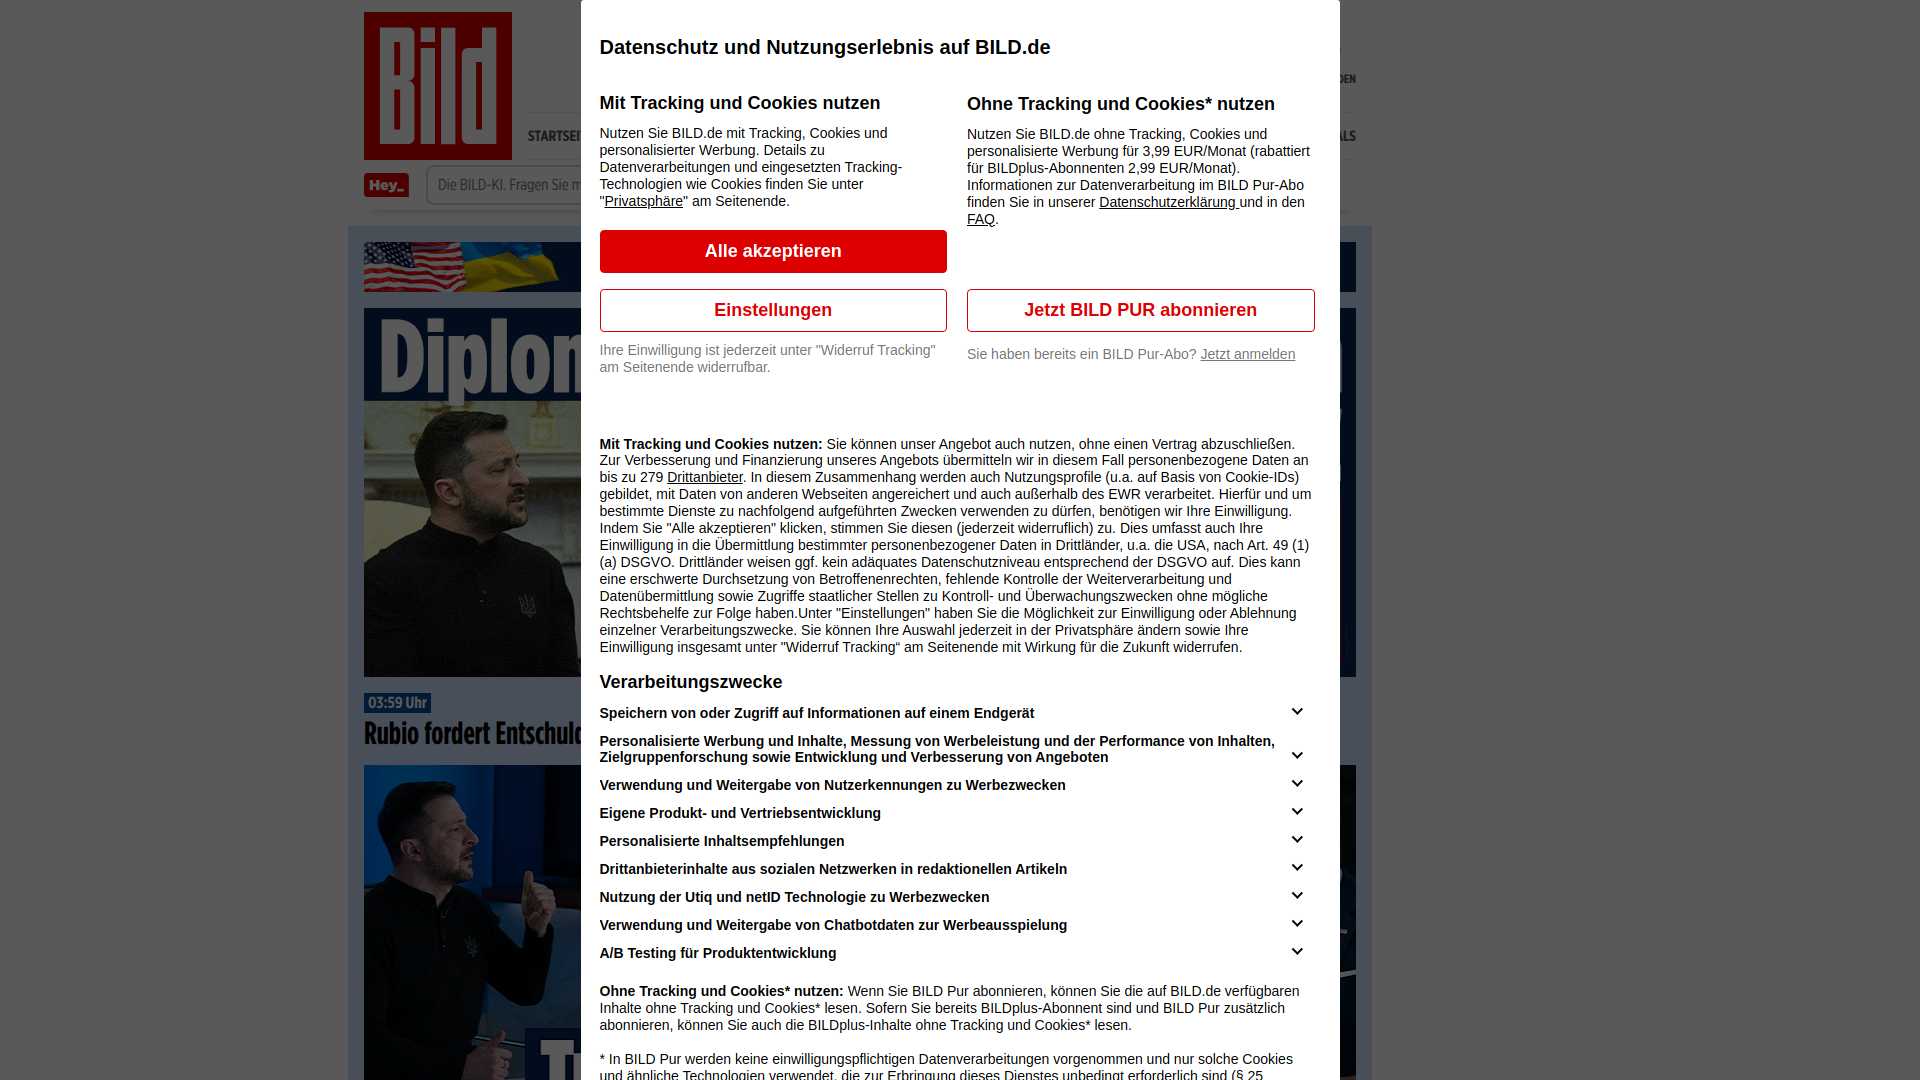 Bild
DEN
STARTSEI
ALS
Hey_
Die BILD-KI. Fragen Sie m
Diplon
03:59 Uhr
Rubio fordert Entschuld
Datenschutz und Nutzungserlebnis auf BILD.de
Mit Tracking und Cookies nutzen
Nutzen Sie BILD.de mit Tracking, Cookies und
personalisierter Werbung. Details zu
Datenverarbeitungen und eingesetzten Tracking-
Technologien wie Cookies finden Sie unter
"Privatsphäre" am Seitenende.
Alle akzeptieren
Einstellungen
Ihre Einwilligung ist jederzeit unter "Widerruf Tracking"
am Seitenende widerrufbar.
Ohne Tracking und Cookies* nutzen
Nutzen Sie BILD.de ohne Tracking, Cookies und
personalisierte Werbung für 3,99 EUR/Monat (rabattiert
für BILDplus-Abonnenten 2,99 EUR/Monat).
Informationen zur Datenverarbeitung im BILD Pur-Abo
finden Sie in unserer Datenschutzerklärung und in den
FAQ.
Jetzt BILD PUR abonnieren
Sie haben bereits ein BILD Pur-Abo? Jetzt anmelden
Mit Tracking und Cookies nutzen: Sie können unser Angebot auch nutzen, ohne einen Vertrag abzuschließen.
Zur Verbesserung und Finanzierung unseres Angebots übermitteln wir in diesem Fall personenbezogene Daten an
bis zu 279 Drittanbieter. In diesem Zusammenhang werden auch Nutzungsprofile (u.a. auf Basis von Cookie-IDs)
gebildet, mit Daten von anderen Webseiten angereichert und auch außerhalb des EWR verarbeitet. Hierfür und um
bestimmte Dienste zu nachfolgend aufgeführten Zwecken verwenden zu dürfen, benötigen wir Ihre Einwilligung.
Indem Sie "Alle akzeptieren" klicken, stimmen Sie diesen (jederzeit widerruflich) zu. Dies umfasst auch Ihre
Einwilligung in die Übermittlung bestimmter personenbezogener Daten in Drittländer, u.a. die USA, nach Art. 49 (1)
(a) DSGVO. Drittländer weisen ggf. kein adäquates Datenschutzniveau entsprechend der DSGVO auf. Dies kann
eine erschwerte Durchsetzung von Betroffenenrechten, fehlende Kontrolle der Weiterverarbeitung und
Datenübermittlung sowie Zugriffe staatlicher Stellen zu Kontroll- und Überwachungszwecken ohne mögliche
Rechtsbehelfe zur Folge haben.Unter "Einstellungen" haben Sie die Möglichkeit zur Einwilligung oder Ablehnung
einzelner Verarbeitungszwecke. Sie können Ihre Auswahl jederzeit in der Privatsphäre ändern sowie Ihre
Einwilligung insgesamt unter "Widerruf Tracking“ am Seitenende mit Wirkung für die Zukunft widerrufen.
Verarbeitungszwecke
Speichern von oder Zugriff auf Informationen auf einem Endgerät
Personalisierte Werbung und Inhalte, Messung von Werbeleistung und der Performance von Inhalten,
Zielgruppenforschung sowie Entwicklung und Verbesserung von Angeboten
Verwendung und Weitergabe von Nutzerkennungen zu Werbezwecken
Eigene Produkt- und Vertriebsentwicklung
Personalisierte Inhaltsempfehlungen
Drittanbieterinhalte aus sozialen Netzwerken in redaktionellen Artikeln
Nutzung der Utiq und netID Technologie zu Werbezwecken
Verwendung und Weitergabe von Chatbotdaten zur Werbeausspielung
A/B Testing für Produktentwicklung
Ohne Tracking und Cookies* nutzen: Wenn Sie BILD Pur abonnieren, können Sie die auf BILD.de verfügbaren
Inhalte ohne Tracking und Cookies* lesen. Sofern Sie bereits BILDplus-Abonnent sind und BILD Pur zusätzlich
abonnieren, können Sie auch die BILDplus-Inhalte ohne Tracking und Cookies* lesen.
* In BILD Pur werden keine einwilligungspflichtigen Datenverarbeitungen vorgenommen und nur solche Cookies
und ähnliche Technologien verwendet, die zur Erbringung dieses Dienstes unbedingt erforderlich sind (§ 25